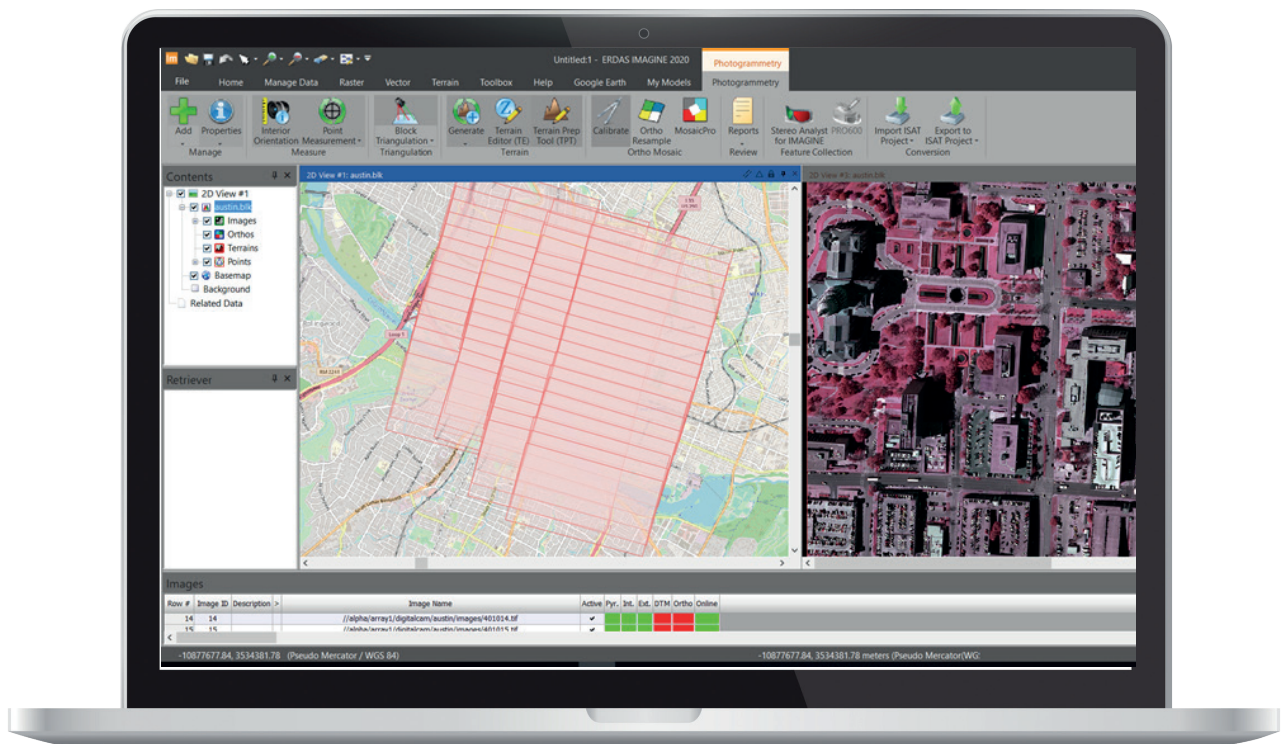 Untitled:1 - ERDAS IMAGINE 2020
Photogrammetry
File Home Manage Data Raster Vector Terrain Toolbox Help Google Earth My Models Photogrammetry
Add
Properties
Manage
Interior Orientation
Point Measurement
Measure
Block Triangulation
Triangulation
Generate
Terrain Editor (TE)
Terrain Prep Tool (TPT)
Terrain
Calibrate
Ortho Resample
MosaicPro
Ortho Mosaic
Reports
Review
Stereo Analyst for IMAGINE
PRO600
Feature Collection
Import ISAT Project
Export to ISAT Project
Conversion
Contents
2D View #1
austin.blk
Images
Orthos
Terrains
Points
Basemap
Background
Related Data
Retriever
2D View #1: austin.blk
Loop 1
2D View #3: austin.blk
Images
Row # Image ID Description > Image Name Active Pyr. Int. Ext. DTM Ortho Online
14 14 //alpha/array1/digitalcam/austin/images/401014.tif
15 15 //alpha/array1/digitalcam/austin/images/401015.tif
-10877677.84, 3534381.78 (Pseudo Mercator / WGS 84)
-10877677.84, 3534381.78 meters (Pseudo Mercator(WG